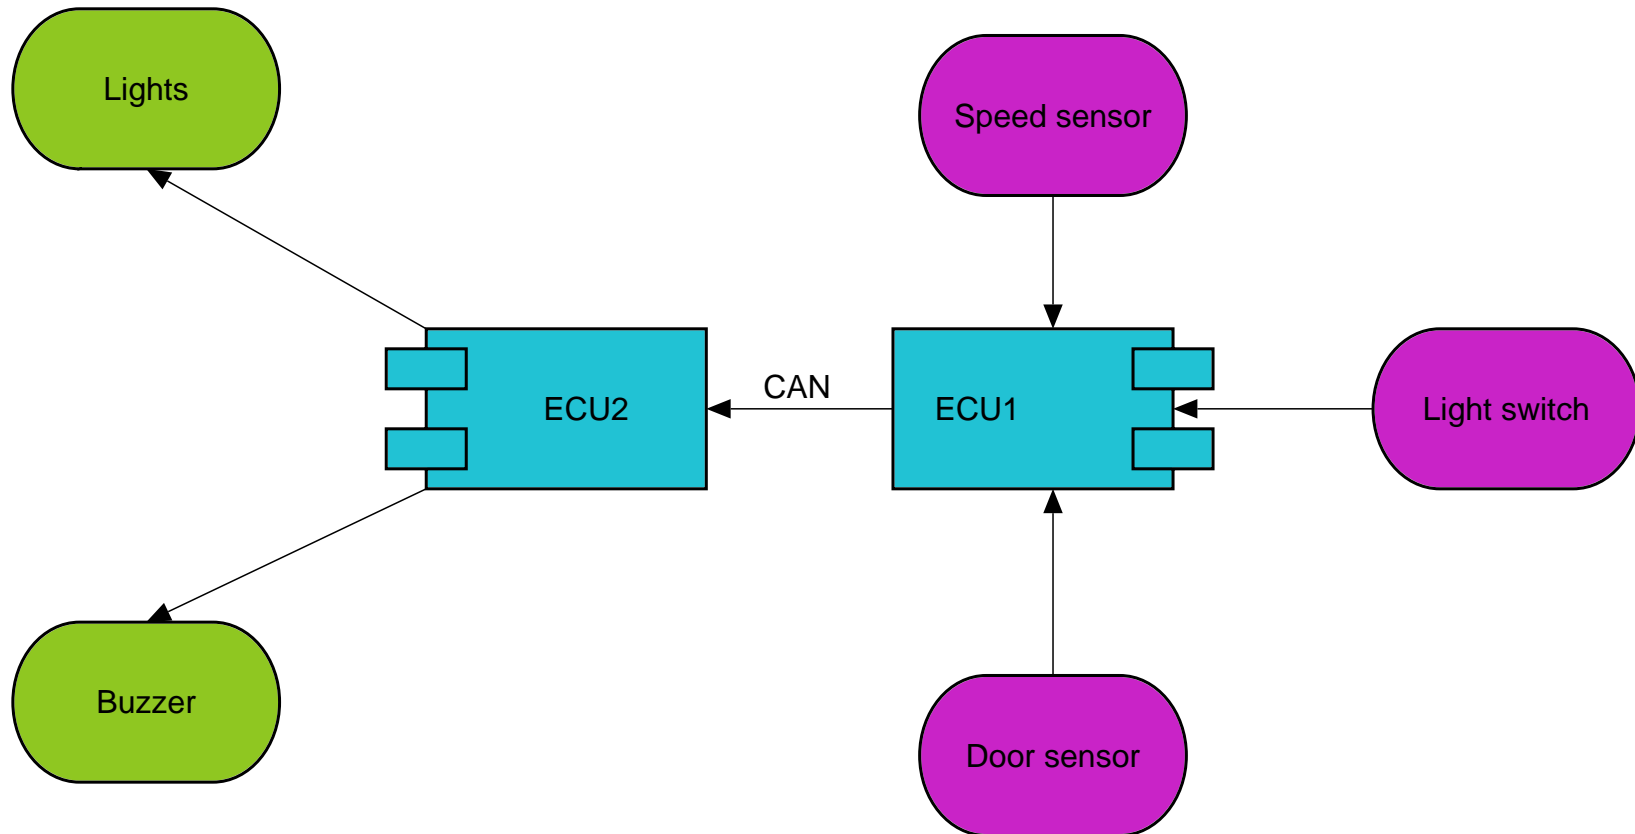 Lights
Speed sensor
CAN
ECU2
ECU1
Light switch
Buzzer
Door sensor